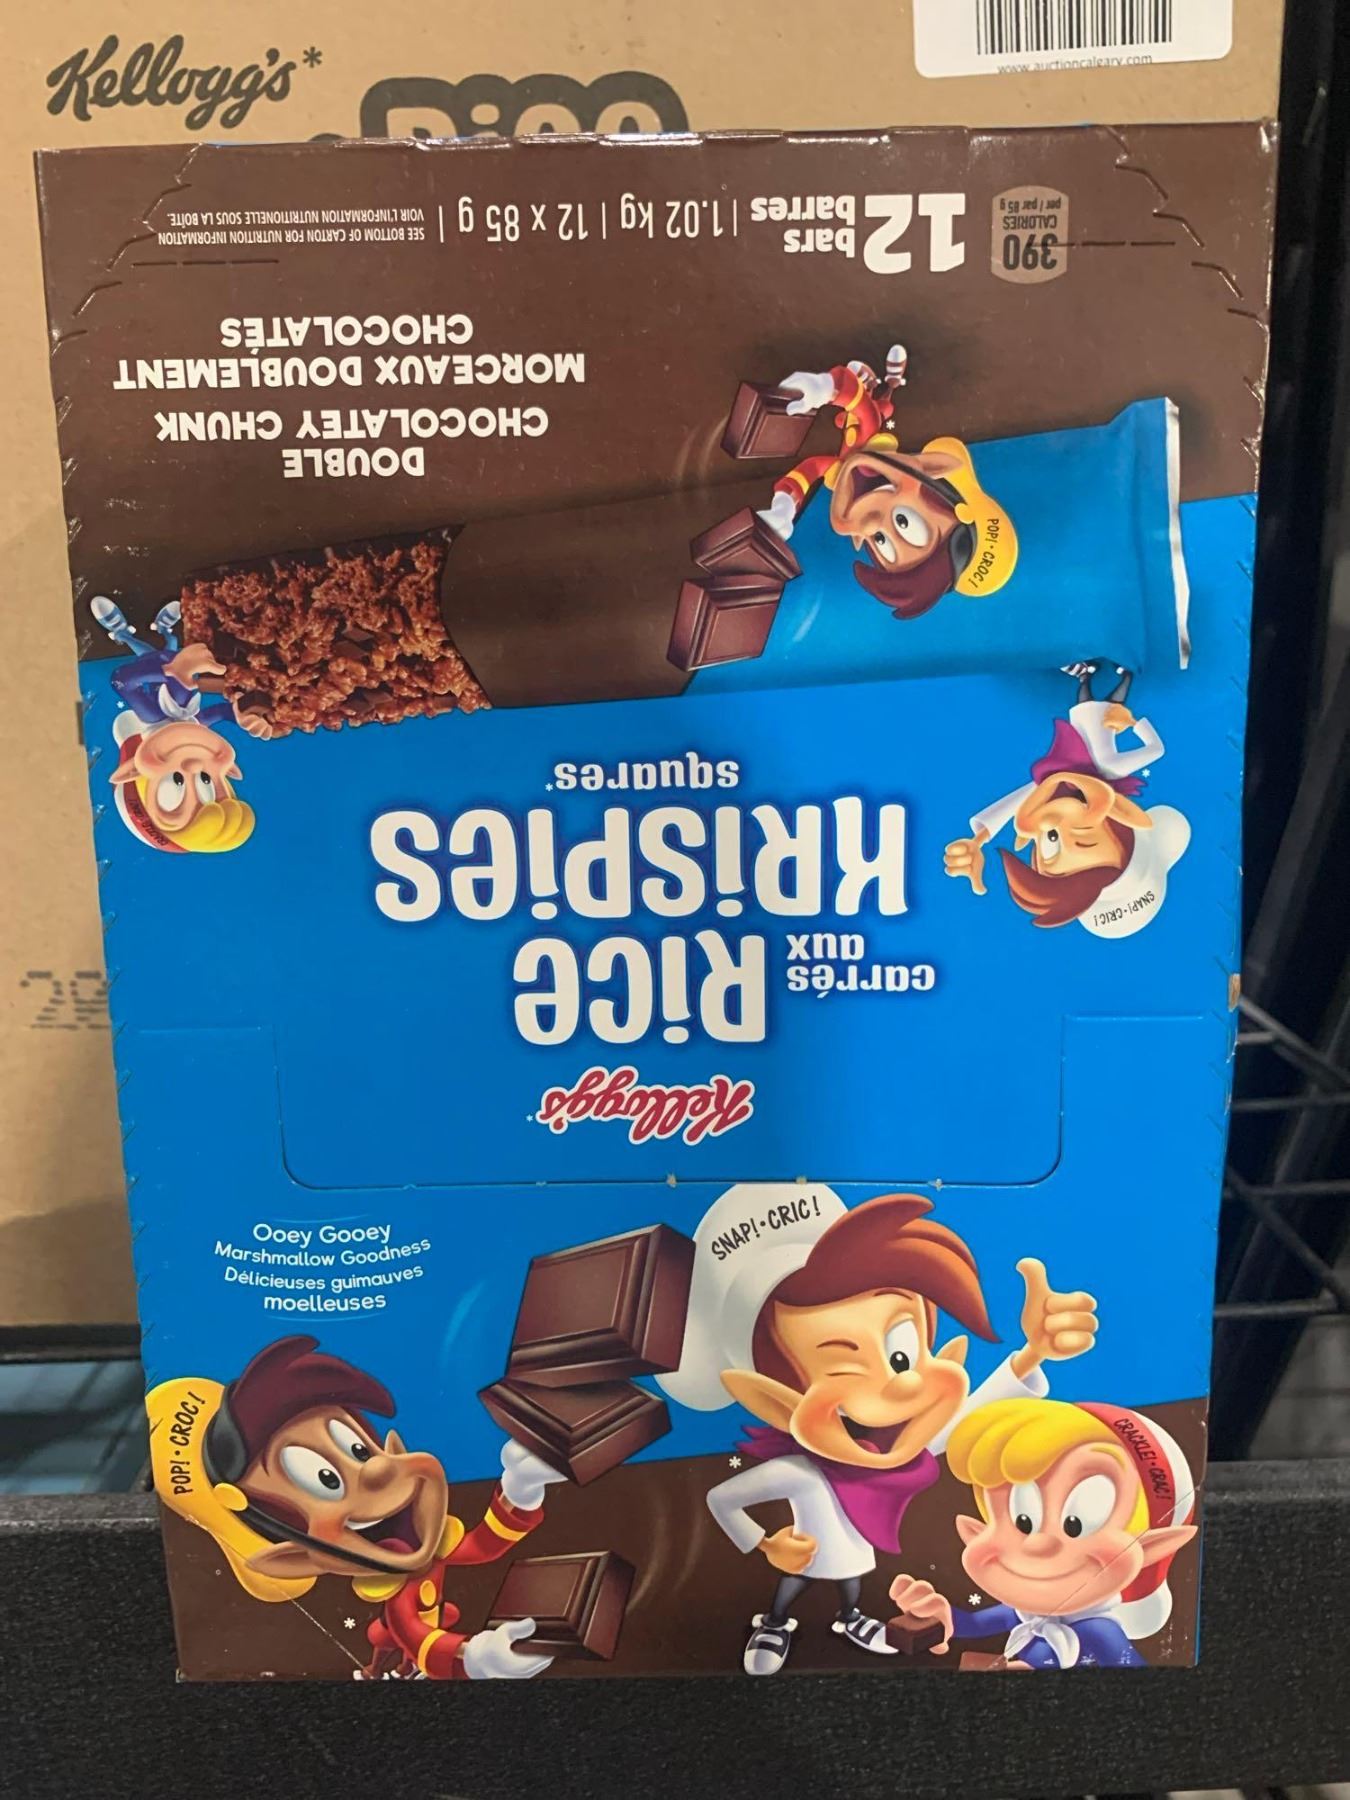 Kellogg's*
Rice
www.auctioncalgary.com
390
CALORIES
per / par 85 g
12 bars
barres
1.02 kg | 12 x 85 g
SEE BOTTOM OF CARTON FOR NUTRITION INFORMATION
VOIR L'INFORMATION NUTRITIONELLE SOUS LA BOÎTE.
DOUBLE
CHOCOLATEY CHUNK
MORCEAUX DOUBLEMENT
CHOCOLATÉS
POP!•CROC!
CRACKLE!•CRAC!
SNAP!•CRIC!
Kellogg's*
carrés
aux
Rice
KRISPIES
squares*
Ooey Gooey
Marshmallow Goodness
Délicieuses guimauves
moelleuses
SNAP!•CRIC!
POP!•CROC!
CRACKLE!•CRAC!